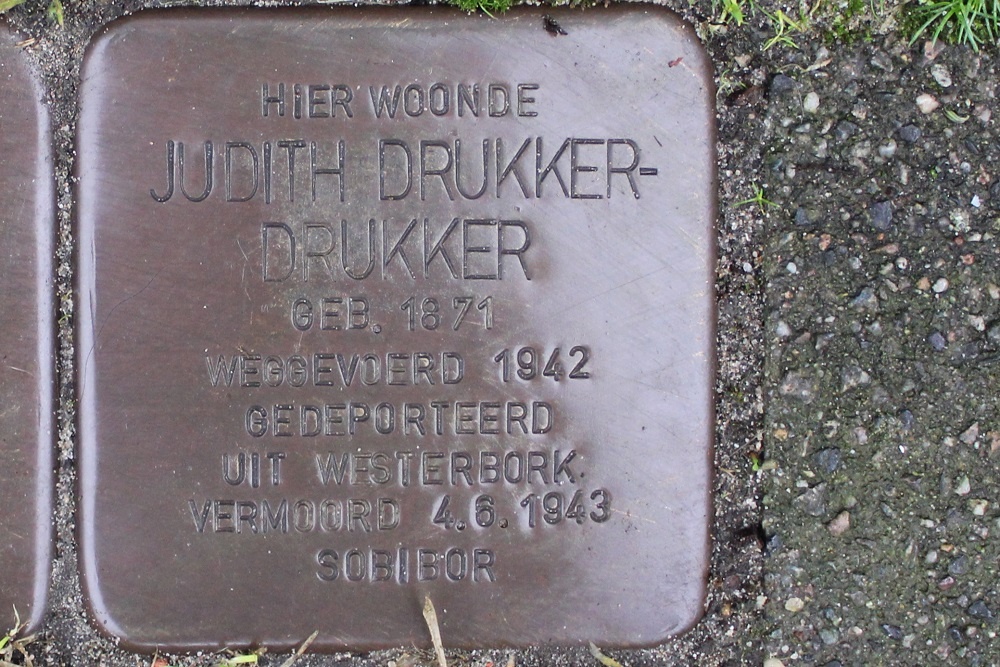 HIER WOONDE
JUDITH DRUKKER-
DRUKKER
GEB. 1871
WEGGEVOERD 1942
GEDEPORTEERD
UIT WESTERBORK
VERMOORD 4.6.1943
SOBIBOR